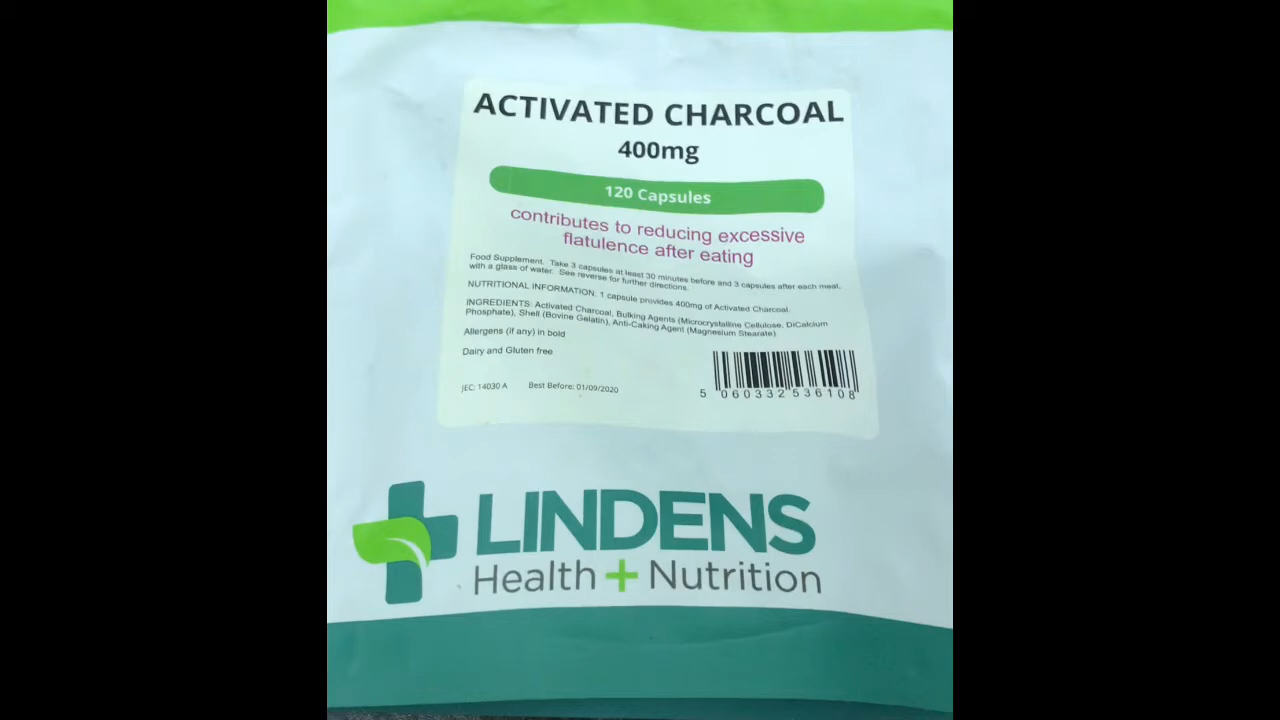 ACTIVATED CHARCOAL
400mg
120 Capsules
contributes to reducing excessive
flatulence after eating
Food Supplement. Take 3 capsules at least 30 minutes before and 3 capsules after each meal,
with a glass of water. See reverse for further directions.
NUTRITIONAL INFORMATION: 1 capsule provides 400mg of Activated Charcoal.
INGREDIENTS: Activated Charcoal, Bulking Agents (Microcrystalline Cellulose, DiCalcium
Phosphate), Shell (Bovine Gelatin), Anti-Caking Agent (Magnesium Stearate).
Allergens (if any) in bold
Dairy and Gluten free
JEC: 14030 A Best Before: 01/09/2020
5 060332 536108
LINDENS
Health + Nutrition